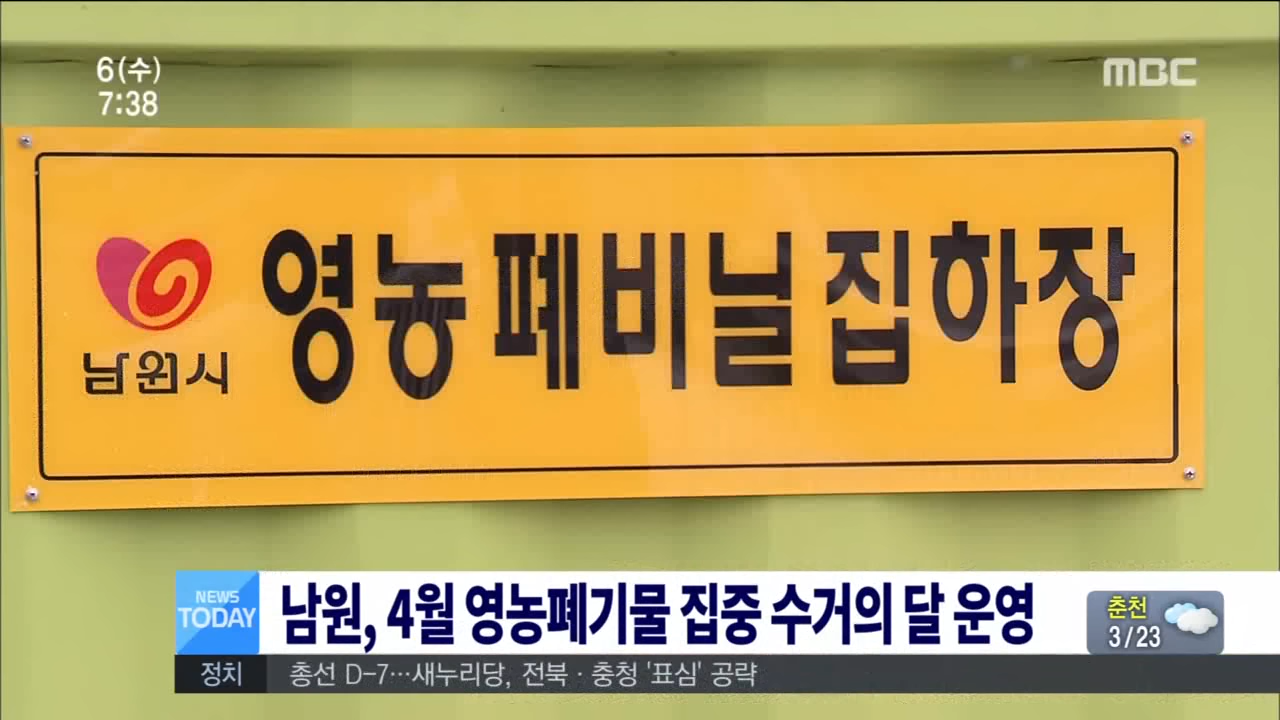 6(수)
7:38
MBC
영농폐비닐집하장
남원시
NEWS
TODAY
남원, 4월 영농폐기물 집중 수거의 달 운영
춘천
3/23
정치
총선 D-7…새누리당, 전북·충청 '표심' 공략